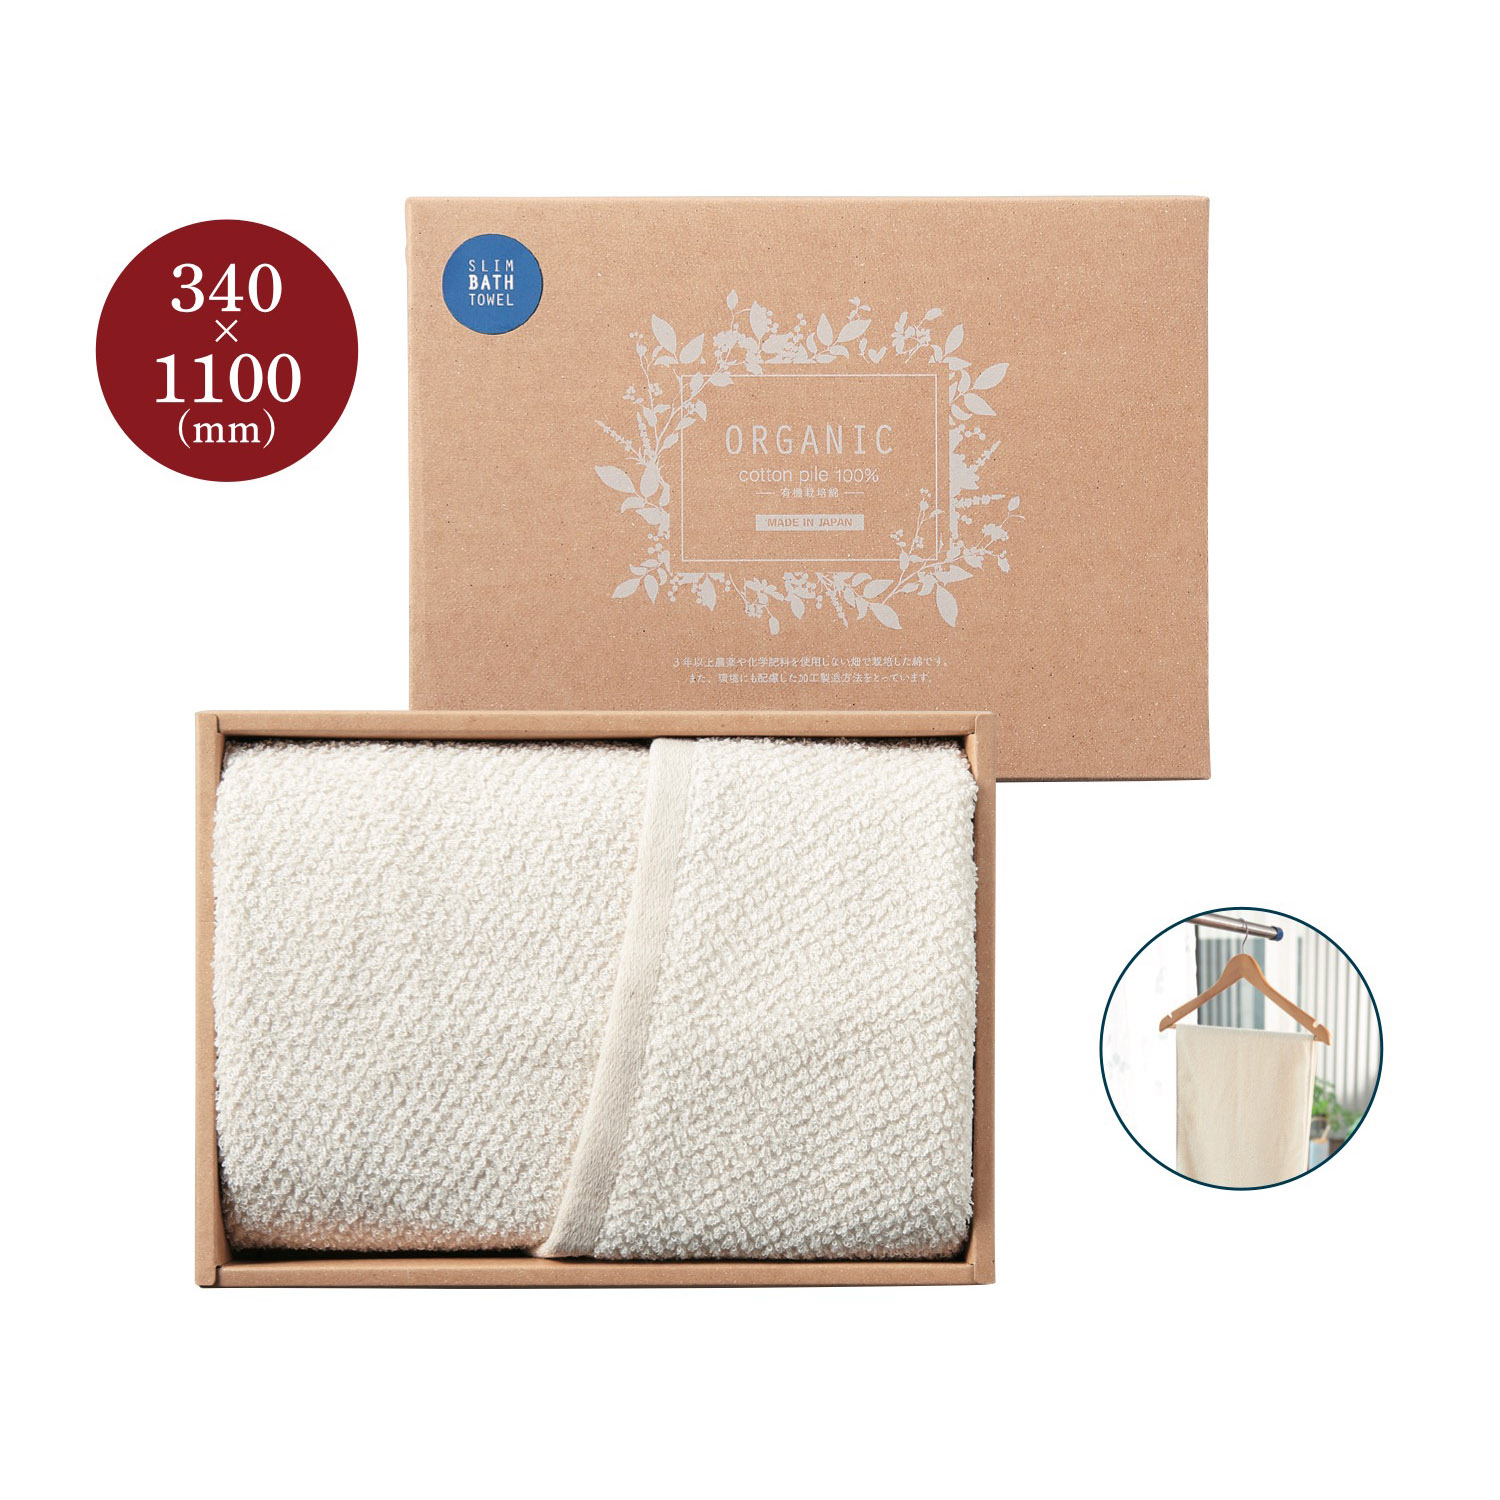 340
×
1100
(mm)
SLIM
BATH
TOWEL
ORGANIC
cotton pile 100%
有機栽培綿
MADE IN JAPAN
3年以上農薬や化学肥料を使用しない畑で栽培した綿です。
また、環境にも配慮した加工製造方法をとっています。